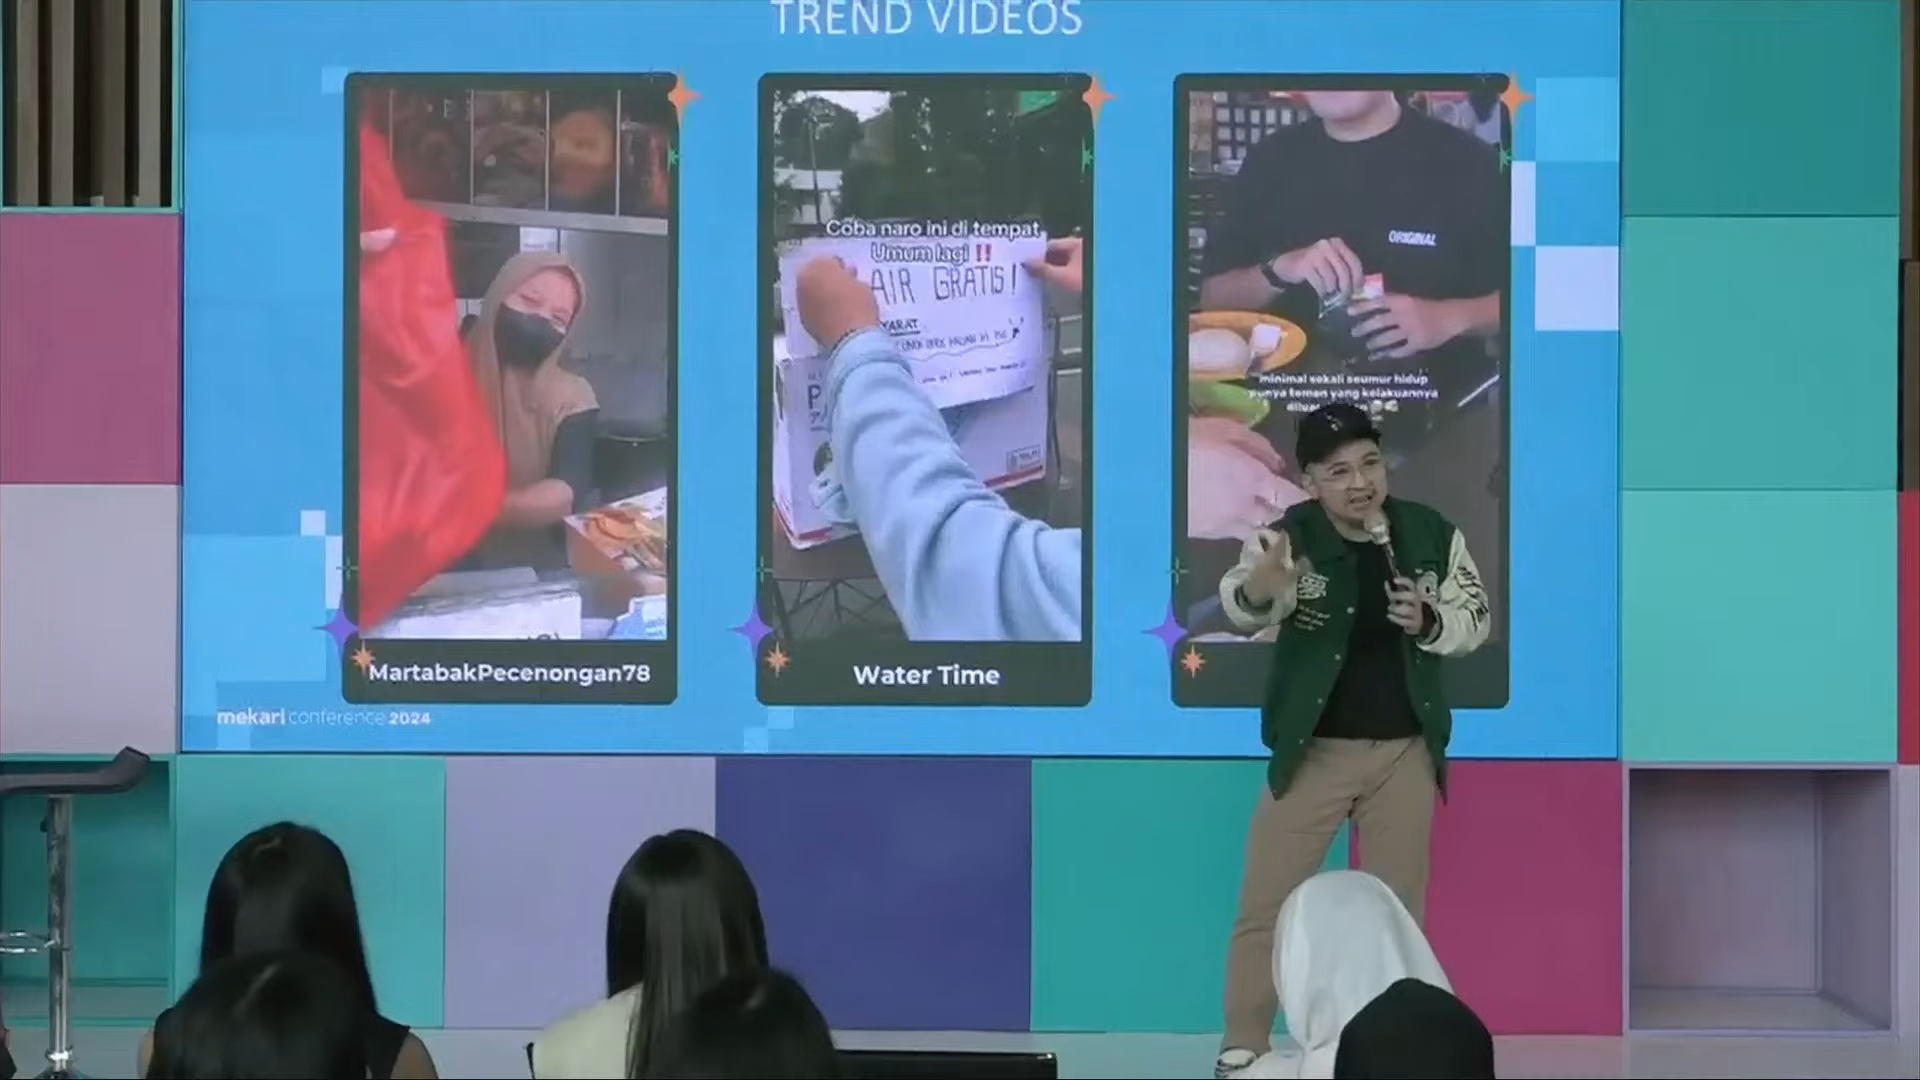 TREND VIDEOS
Coba naro ini di tempat
Umum lagi ‼️
AIR GRATIS!
ORIGINAL
minimal sekali seumur hidup
punya temen yang kelakuannya
MartabakPecenongan78
Water Time
mekari conference 2024